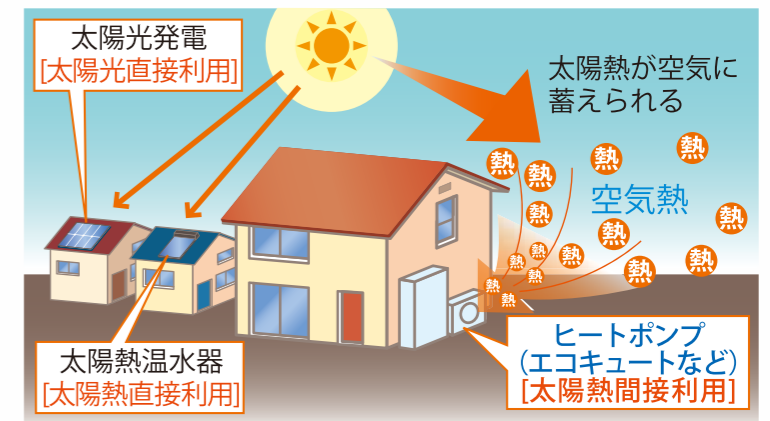 太陽光発電
[太陽光直接利用]
太陽熱が空気に
蓄えられる
熱
熱
熱
熱
空気熱
熱
熱
熱
熱
熱
熱
熱
熱
熱
熱
熱
ヒートポンプ
(エコキュートなど)
[太陽熱間接利用]
太陽熱温水器
[太陽熱直接利用]